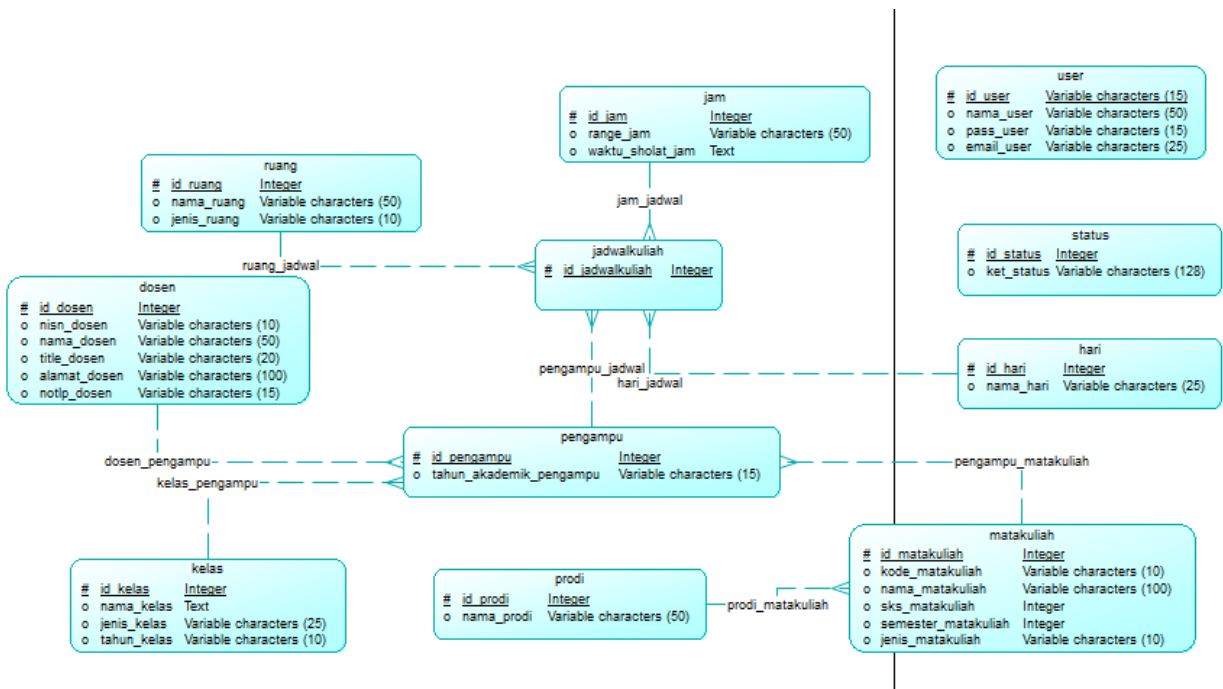 user
# id_user Variable characters (15)
o nama_user Variable characters (50)
o pass_user Variable characters (15)
o email_user Variable characters (25)
jam
# id_jam Integer
o range_jam Variable characters (50)
o waktu_sholat_jam Text
ruang
# id_ruang Integer
o nama_ruang Variable characters (50)
o jenis_ruang Variable characters (10)
jam_jadwal
status
# id_status Integer
o ket_status Variable characters (128)
jadwalkuliah
# id_jadwalkuliah Integer
ruang_jadwal
dosen
# id_dosen Integer
o nisn_dosen Variable characters (10)
o nama_dosen Variable characters (50)
o title_dosen Variable characters (20)
o alamat_dosen Variable characters (100)
o notlp_dosen Variable characters (15)
hari
# id_hari Integer
o nama_hari Variable characters (25)
pengampu_jadwal
hari_jadwal
pengampu
# id_pengampu Integer
o tahun_akademik_pengampu Variable characters (15)
dosen_pengampu
kelas_pengampu
pengampu_matakuliah
matakuliah
# id_matakuliah Integer
o kode_matakuliah Variable characters (10)
o nama_matakuliah Variable characters (100)
o sks_matakuliah Integer
o semester_matakuliah Integer
o jenis_matakuliah Variable characters (10)
kelas
# id_kelas Integer
o nama_kelas Text
o jenis_kelas Variable characters (25)
o tahun_kelas Variable characters (10)
prodi
# id_prodi Integer
o nama_prodi Variable characters (50)
prodi_matakuliah